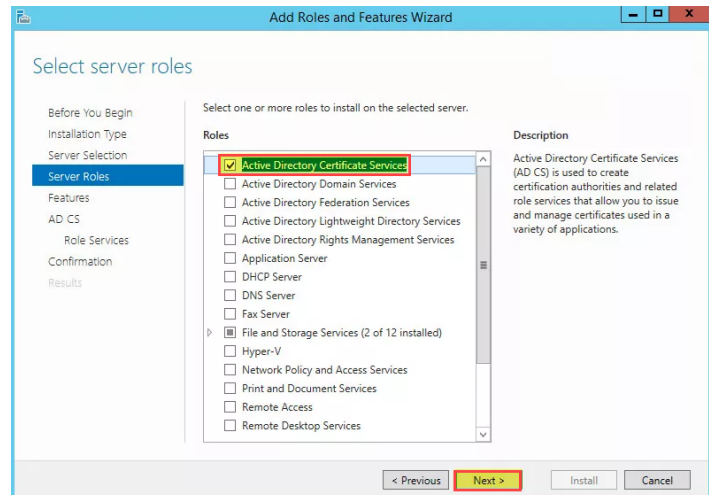 Add Roles and Features Wizard
Select server roles
Before You Begin
Installation Type
Server Selection
Server Roles
Features
AD CS
Role Services
Confirmation
Results
Select one or more roles to install on the selected server.
Roles
Active Directory Certificate Services
Active Directory Domain Services
Active Directory Federation Services
Active Directory Lightweight Directory Services
Active Directory Rights Management Services
Application Server
DHCP Server
DNS Server
Fax Server
File and Storage Services (2 of 12 installed)
Hyper-V
Network Policy and Access Services
Print and Document Services
Remote Access
Remote Desktop Services
Description
Active Directory Certificate Services
(AD CS) is used to create
certification authorities and related
role services that allow you to issue
and manage certificates used in a
variety of applications.
< Previous
Next >
Install
Cancel